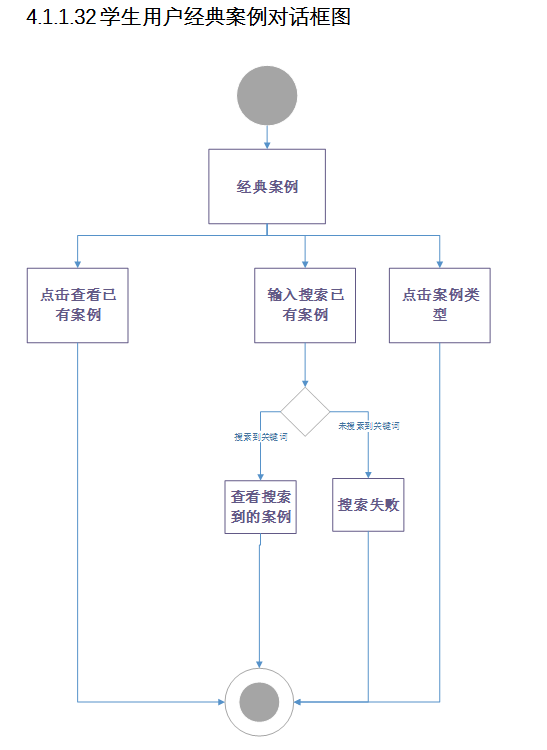 4.1.1.32学生用户经典案例对话框图
经典案例
点击查看已
有案例
输入搜索已
有案例
点击案例类
型
搜索到关键词
未搜索到关键词
查看搜索
到的案例
搜索失败